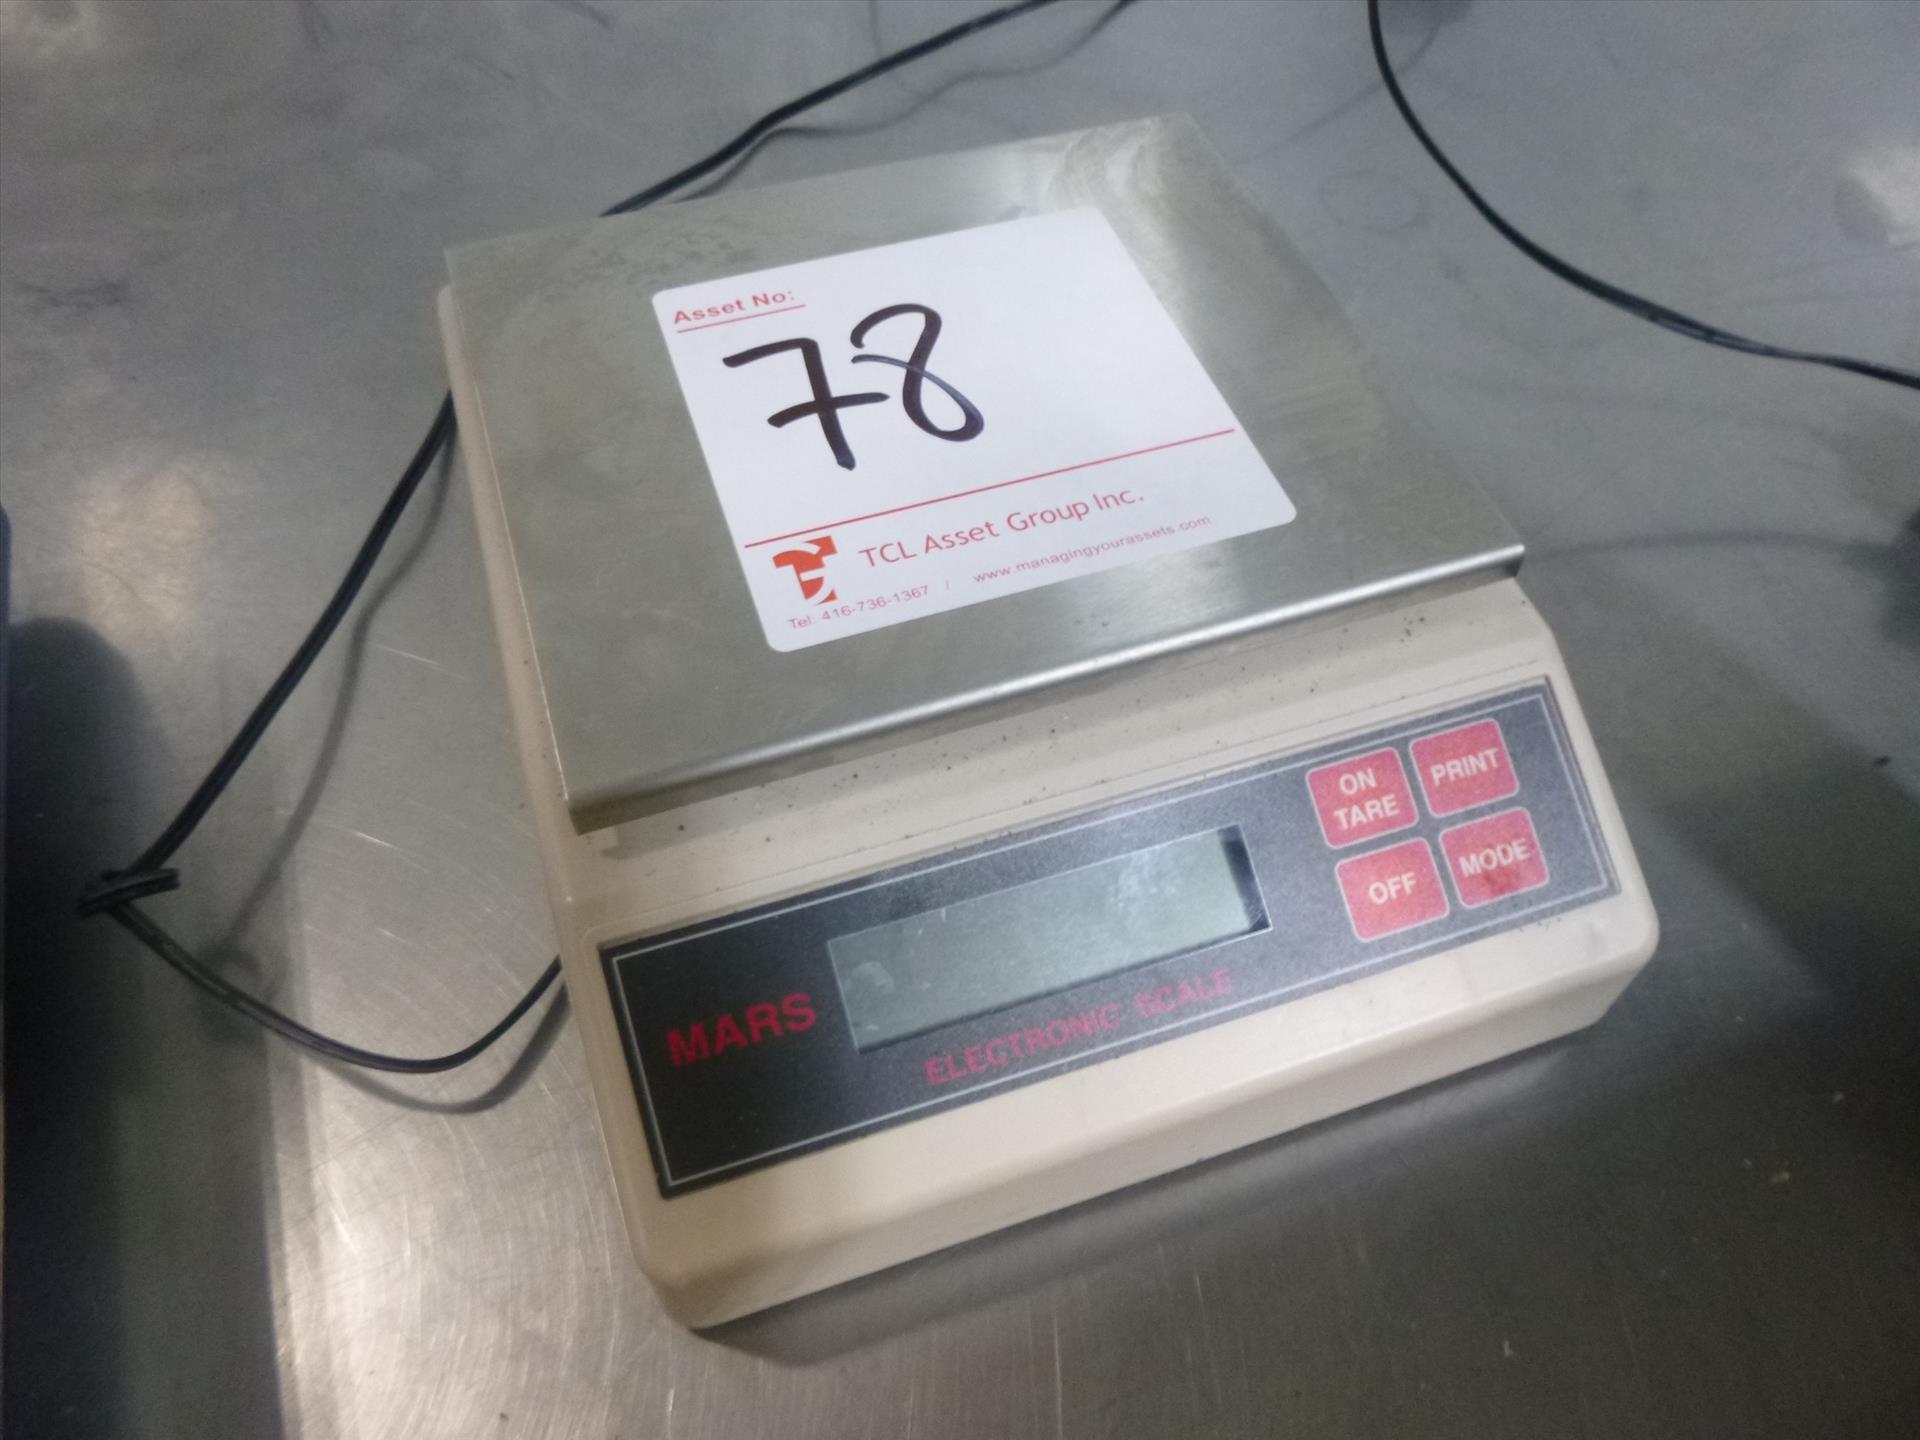 Asset No:
78
TCL Asset Group Inc.
Tel: 416-736-1367 / www.managingyourassets.com
ON
TARE
PRINT
OFF
MODE
MARS
ELECTRONIC SCALE